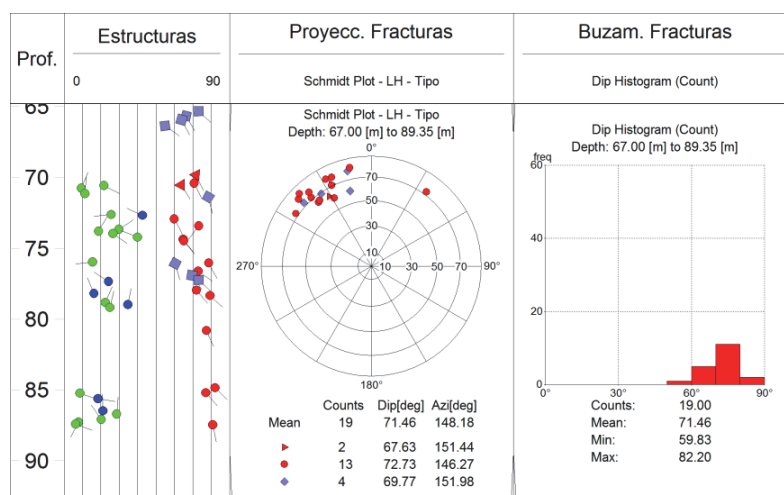 Prof.
Estructuras
0 90
Proyecc. Fracturas
Schmidt Plot - LH - Tipo
Buzam. Fracturas
Dip Histogram (Count)
65
70
75
80
85
90
Schmidt Plot - LH - Tipo
Depth: 67.00 [m] to 89.35 [m]
0°
70
50
30
10
270° 10 30 50 70 90°
180°
Counts Dip[deg] Azi[deg]
Mean 19 71.46 148.18
2 67.63 151.44
13 72.73 146.27
4 69.77 151.98
Dip Histogram (Count)
Depth: 67.00 [m] to 89.35 [m]
freq
60
40
20
0
0° 30° 60° 90°
Counts: 19.00
Mean: 71.46
Min: 59.83
Max: 82.20